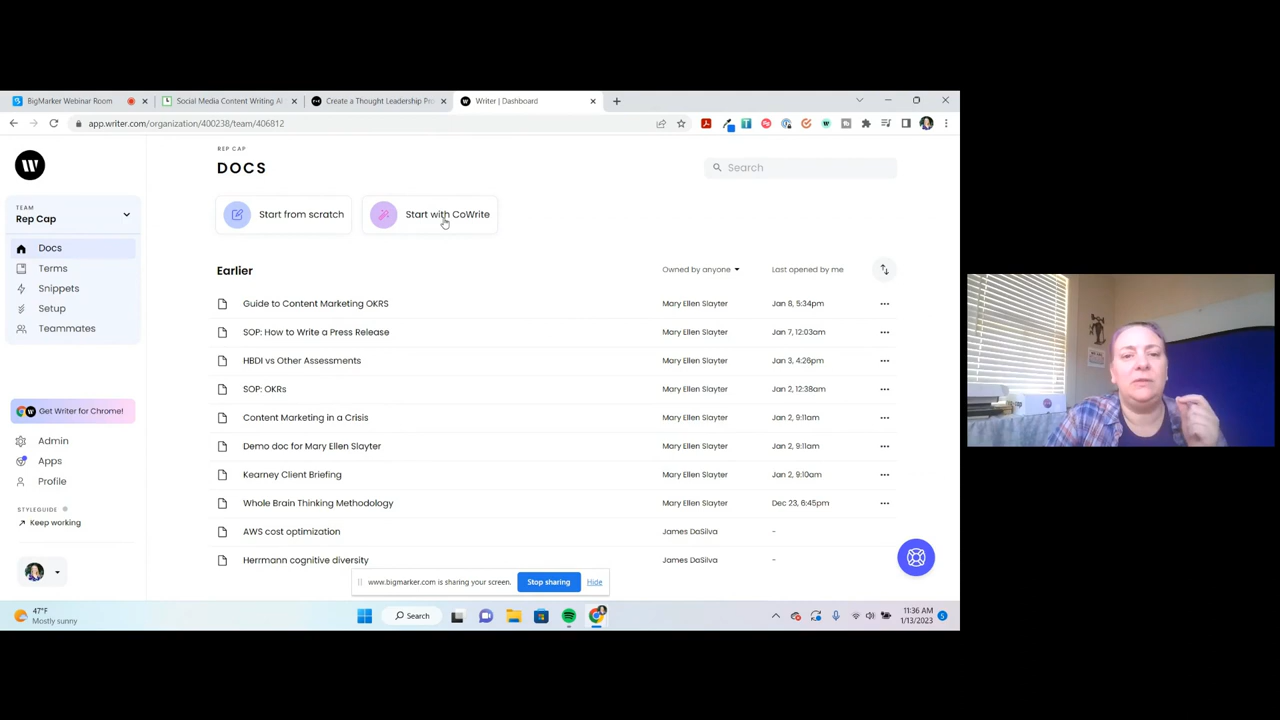 BigMarker Webinar Room
Social Media Content Writing AI
Create a Thought Leadership Pro
Writer | Dashboard
app.writer.com/organization/400238/team/406812
REP CAP
DOCS
Search
TEAM
Rep Cap
Start from scratch
Start with CoWrite
Docs
Terms
Snippets
Setup
Teammates
Earlier
Owned by anyone
Last opened by me
Guide to Content Marketing OKRS
Mary Ellen Slayter
Jan 8, 5:34pm
SOP: How to Write a Press Release
Mary Ellen Slayter
Jan 7, 12:03am
HBDI vs Other Assessments
Mary Ellen Slayter
Jan 3, 4:26pm
SOP: OKRs
Mary Ellen Slayter
Jan 2, 12:38am
Content Marketing in a Crisis
Mary Ellen Slayter
Jan 2, 9:11am
Demo doc for Mary Ellen Slayter
Mary Ellen Slayter
Jan 2, 9:11am
Kearney Client Briefing
Mary Ellen Slayter
Jan 2, 9:10am
Whole Brain Thinking Methodology
Mary Ellen Slayter
Dec 23, 6:45pm
AWS cost optimization
James DaSilva
-
Herrmann cognitive diversity
James DaSilva
-
Get Writer for Chrome!
Admin
Apps
Profile
STYLEGUIDE
Keep working
www.bigmarker.com is sharing your screen.
Stop sharing
Hide
47°F
Mostly sunny
Search
11:36 AM
1/13/2023
5